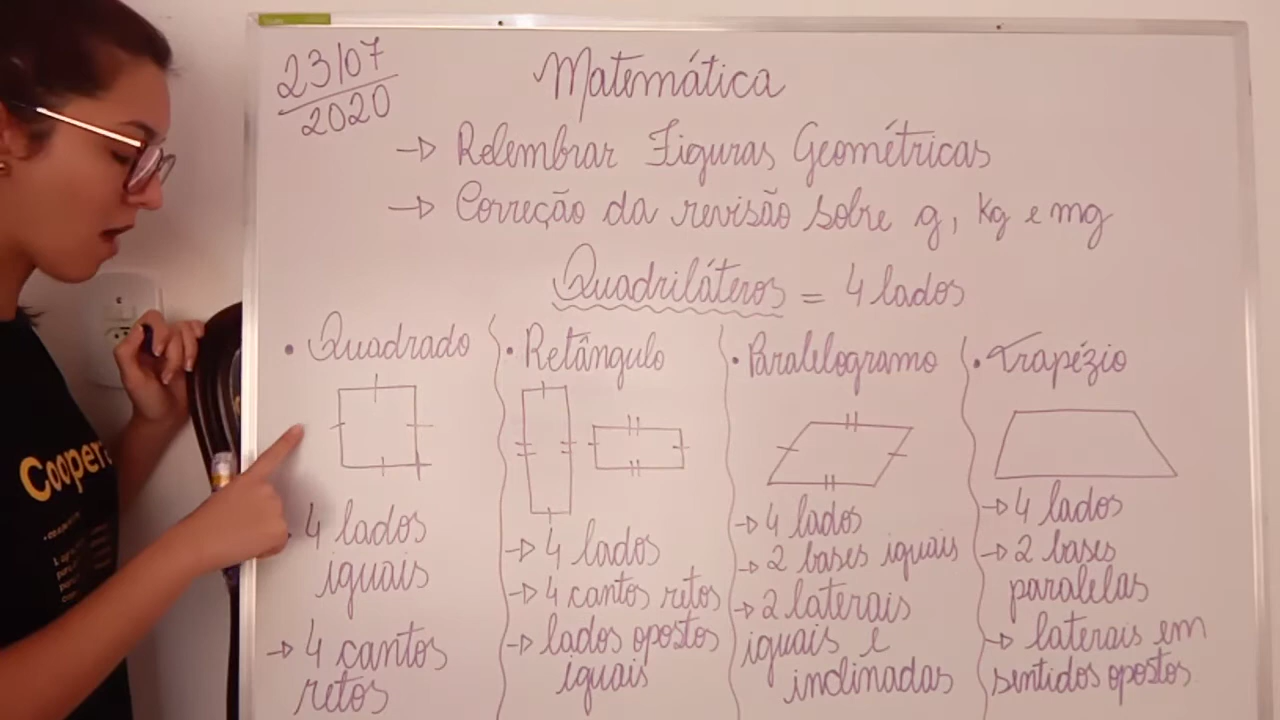 23/07
2020
Matemática
→ Relembrar Figuras Geométricas
→ Correção da revisão sobre g, kg e mg
Quadriláteros = 4 lados
• Quadrado
4 lados
iguais
→ 4 cantos
retos
• Retângulo
→ 4 lados
→ 4 cantos retos
→ lados opostos
iguais
• Paralelogramo
→ 4 lados
→ 2 bases iguais
→ 2 laterais
iguais e
inclinadas
• Trapézio
→ 4 lados
→ 2 bases
paralelas
→ laterais em
sentidos opostos
Cooper